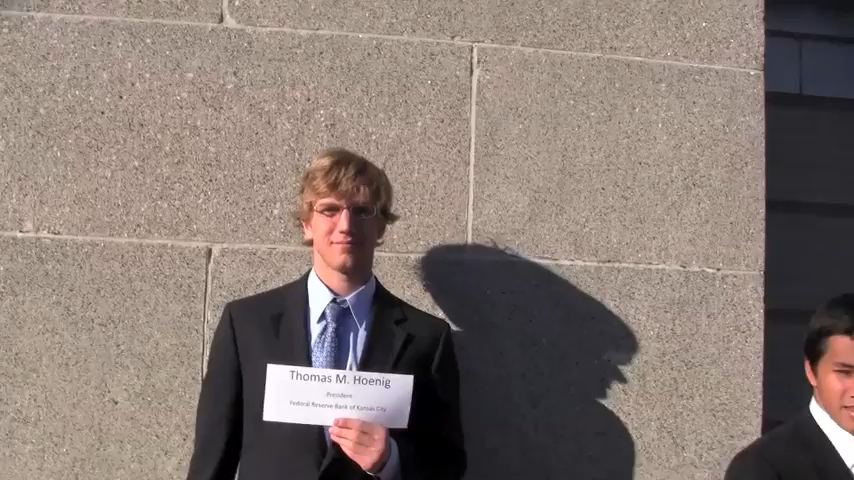 Thomas M. Hoenig
President
Federal Reserve Bank of Kansas City